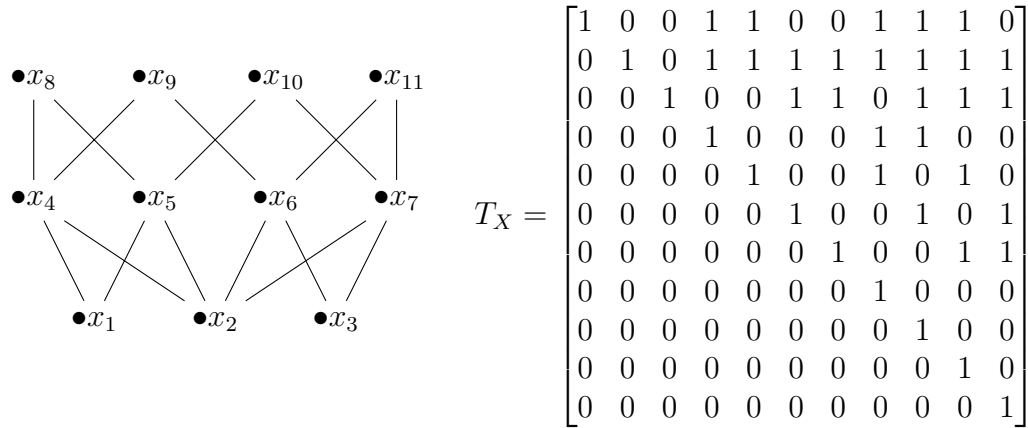 •x₈ •x₉ •x₁₀ •x₁₁
•x₄ •x₅ •x₆ •x₇
•x₁ •x₂ •x₃
T_X =
1 0 0 1 1 0 0 1 1 1 0
0 1 0 1 1 1 1 1 1 1 1
0 0 1 0 0 1 1 0 1 1 1
0 0 0 1 0 0 0 1 1 0 0
0 0 0 0 1 0 0 1 0 1 0
0 0 0 0 0 1 0 0 1 0 1
0 0 0 0 0 0 1 0 0 1 1
0 0 0 0 0 0 0 1 0 0 0
0 0 0 0 0 0 0 0 1 0 0
0 0 0 0 0 0 0 0 0 1 0
0 0 0 0 0 0 0 0 0 0 1